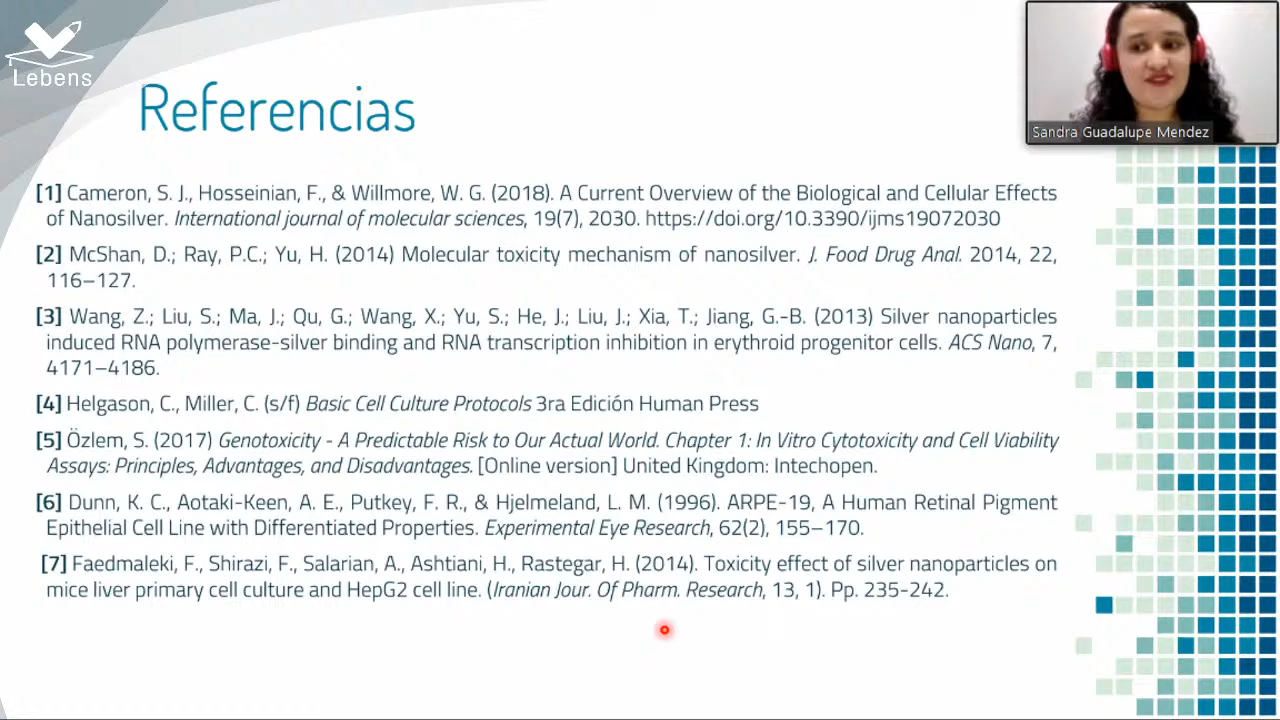 Lebens
Referencias
Sandra Guadalupe Mendez
[1] Cameron, S. J., Hosseinian, F., & Willmore, W. G. (2018). A Current Overview of the Biological and Cellular Effects
of Nanosilver. International journal of molecular sciences, 19(7), 2030. https://doi.org/10.3390/ijms19072030
[2] McShan, D.; Ray, P.C.; Yu, H. (2014) Molecular toxicity mechanism of nanosilver. J. Food Drug Anal. 2014, 22,
116–127.
[3] Wang, Z.; Liu, S.; Ma, J.; Qu, G.; Wang, X.; Yu, S.; He, J.; Liu, J.; Xia, T.; Jiang, G.-B. (2013) Silver nanoparticles
induced RNA polymerase-silver binding and RNA transcription inhibition in erythroid progenitor cells. ACS Nano, 7,
4171–4186.
[4] Helgason, C., Miller, C. (s/f) Basic Cell Culture Protocols 3ra Edición Human Press
[5] Özlem, S. (2017) Genotoxicity - A Predictable Risk to Our Actual World. Chapter 1: In Vitro Cytotoxicity and Cell Viability
Assays: Principles, Advantages, and Disadvantages. [Online version] United Kingdom: Intechopen.
[6] Dunn, K. C., Aotaki-Keen, A. E., Putkey, F. R., & Hjelmeland, L. M. (1996). ARPE-19, A Human Retinal Pigment
Epithelial Cell Line with Differentiated Properties. Experimental Eye Research, 62(2), 155–170.
[7] Faedmaleki, F., Shirazi, F., Salarian, A., Ashtiani, H., Rastegar, H. (2014). Toxicity effect of silver nanoparticles on
mice liver primary cell culture and HepG2 cell line. (Iranian Jour. Of Pharm. Research, 13, 1). Pp. 235-242.